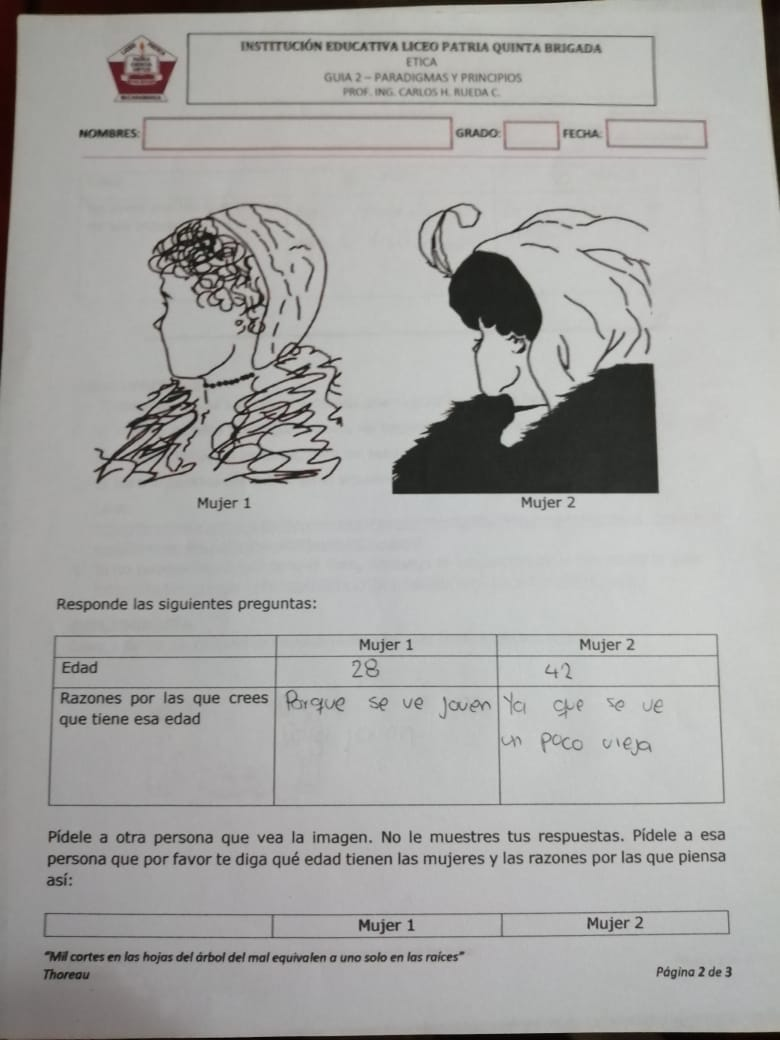 INSTITUCIÓN EDUCATIVA LICEO PATRIA QUINTA BRIGADA
ETICA
GUIA 2 – PARADIGMAS Y PRINCIPIOS
PROF. ING. CARLOS H. RUEDA C.
NOMBRES: GRADO: FECHA:
Mujer 1 Mujer 2
Responde las siguientes preguntas:
Mujer 1 Mujer 2
Edad 28 42
Razones por las que crees Porque se ve joven Ya que se ve
que tiene esa edad un poco vieja
Pídele a otra persona que vea la imagen. No le muestres tus respuestas. Pídele a esa
persona que por favor te diga qué edad tienen las mujeres y las razones por las que piensa
así:
Mujer 1 Mujer 2
“Mil cortes en las hojas del árbol del mal equivalen a uno solo en las raíces”
Thoreau Página 2 de 3